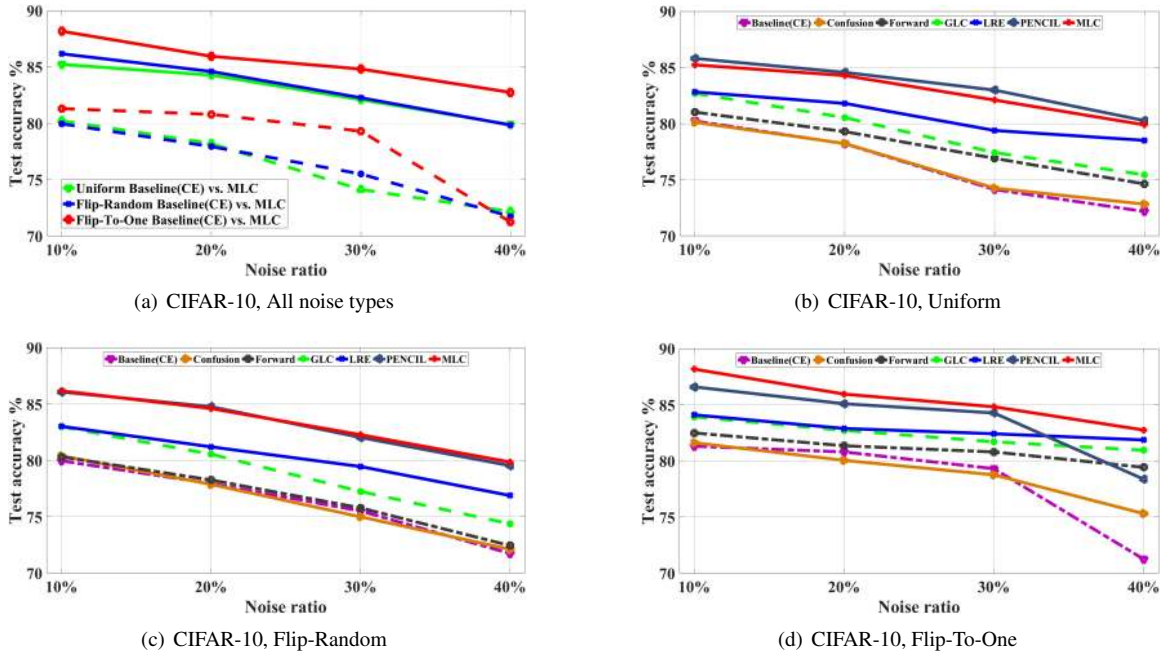 90
85
80
75
70
Test accuracy %
Uniform Baseline(CE) vs. MLC
Flip-Random Baseline(CE) vs. MLC
Flip-To-One Baseline(CE) vs. MLC
10% 20% 30% 40%
Noise ratio
(a) CIFAR-10, All noise types
90
85
80
75
70
Test accuracy %
Baseline(CE) Confusion Forward GLC LRE PENCIL MLC
10% 20% 30% 40%
Noise ratio
(b) CIFAR-10, Uniform
90
85
80
75
70
Test accuracy %
Baseline(CE) Confusion Forward GLC LRE PENCIL MLC
10% 20% 30% 40%
Noise ratio
(c) CIFAR-10, Flip-Random
90
85
80
75
70
Test accuracy %
Baseline(CE) Confusion Forward GLC LRE PENCIL MLC
10% 20% 30% 40%
Noise ratio
(d) CIFAR-10, Flip-To-One